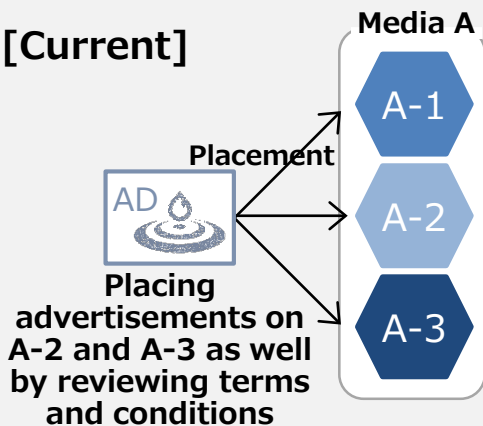 Media A
[Current]
A-1
Placement
AD
A-2
Placing
advertisements on
A-2 and A-3 as well
by reviewing terms
and conditions
A-3